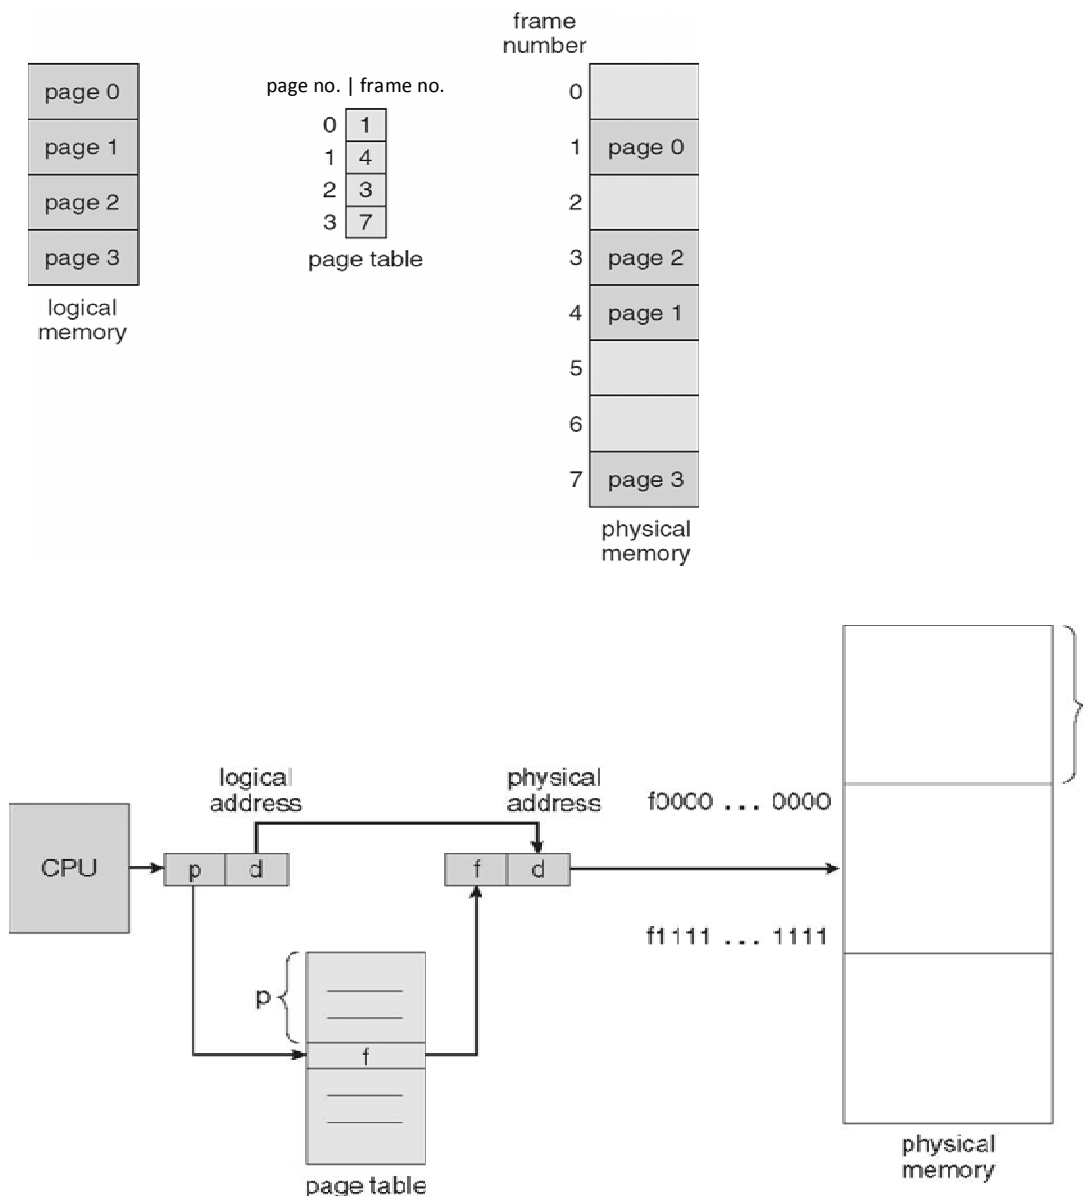 frame
number
page no. | frame no.
page 0
page 1
page 2
page 3
logical
memory
0 1
1 4
2 3
3 7
page table
0
1 page 0
2
3 page 2
4 page 1
5
6
7 page 3
physical
memory
logical
address
physical
address
f0000 ... 0000
CPU
p d
f d
f1111 ... 1111
p
f
page table
physical
memory